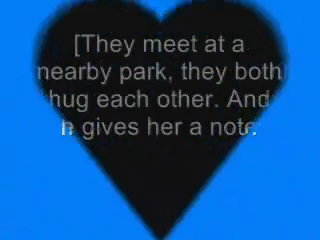 [They meet at a
nearby park, they both
hug each other. And
h gives her a note.